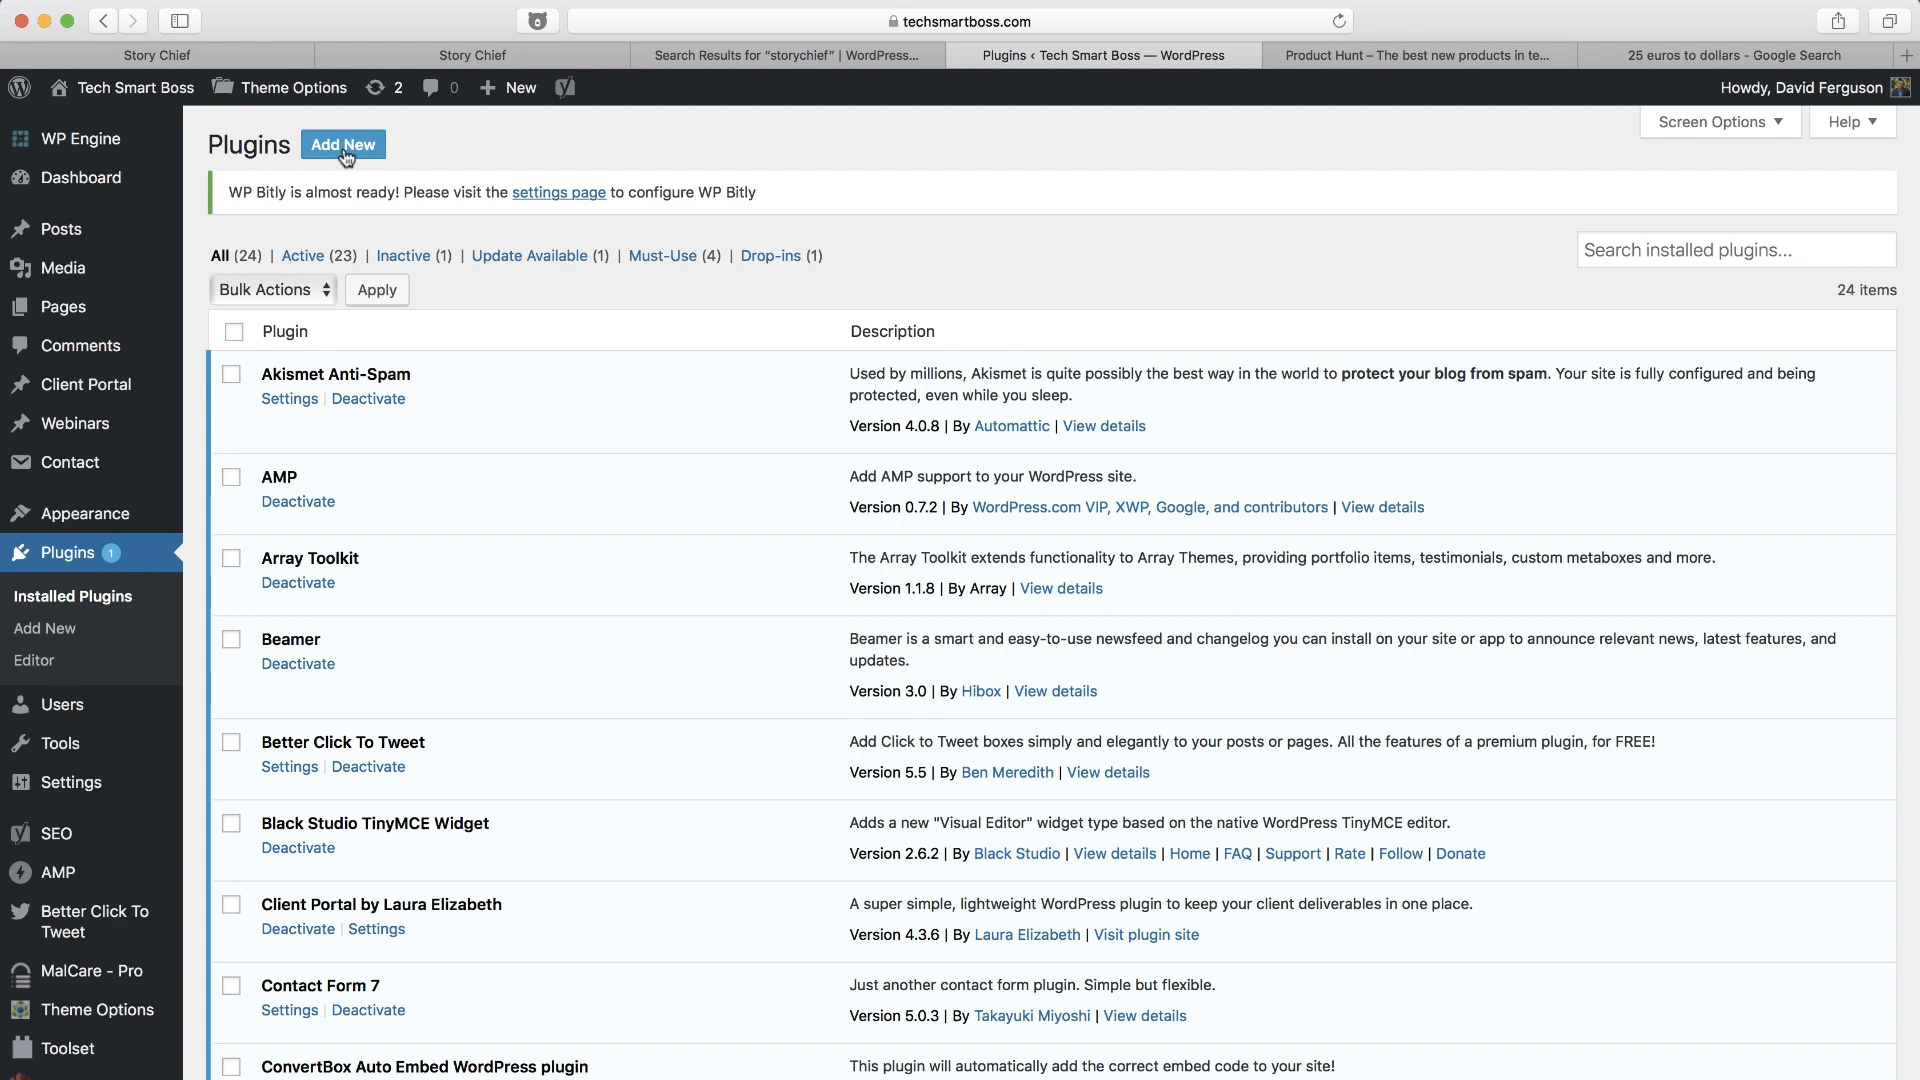 techsmartboss.com
Story Chief
Story Chief
Search Results for “storychief” | WordPress...
Plugins ‹ Tech Smart Boss — WordPress
Product Hunt – The best new products in te...
25 euros to dollars - Google Search
Tech Smart Boss
Theme Options
2
0
New
Howdy, David Ferguson
WP Engine
Dashboard
Posts
Media
Pages
Comments
Client Portal
Webinars
Contact
Appearance
Plugins 1
Installed Plugins
Add New
Editor
Users
Tools
Settings
SEO
AMP
Better Click To
Tweet
MalCare - Pro
Theme Options
Toolset
Screen Options
Help
Plugins
Add New
WP Bitly is almost ready! Please visit the settings page to configure WP Bitly
All (24) | Active (23) | Inactive (1) | Update Available (1) | Must-Use (4) | Drop-ins (1)
Search installed plugins...
Bulk Actions
Apply
24 items
Plugin
Description
Akismet Anti-Spam
Settings | Deactivate
Used by millions, Akismet is quite possibly the best way in the world to protect your blog from spam. Your site is fully configured and being
protected, even while you sleep.
Version 4.0.8 | By Automattic | View details
AMP
Deactivate
Add AMP support to your WordPress site.
Version 0.7.2 | By WordPress.com VIP, XWP, Google, and contributors | View details
Array Toolkit
Deactivate
The Array Toolkit extends functionality to Array Themes, providing portfolio items, testimonials, custom metaboxes and more.
Version 1.1.8 | By Array | View details
Beamer
Deactivate
Beamer is a smart and easy-to-use newsfeed and changelog you can install on your site or app to announce relevant news, latest features, and
updates.
Version 3.0 | By Hibox | View details
Better Click To Tweet
Settings | Deactivate
Add Click to Tweet boxes simply and elegantly to your posts or pages. All the features of a premium plugin, for FREE!
Version 5.5 | By Ben Meredith | View details
Black Studio TinyMCE Widget
Deactivate
Adds a new "Visual Editor" widget type based on the native WordPress TinyMCE editor.
Version 2.6.2 | By Black Studio | View details | Home | FAQ | Support | Rate | Follow | Donate
Client Portal by Laura Elizabeth
Deactivate | Settings
A super simple, lightweight WordPress plugin to keep your client deliverables in one place.
Version 4.3.6 | By Laura Elizabeth | Visit plugin site
Contact Form 7
Settings | Deactivate
Just another contact form plugin. Simple but flexible.
Version 5.0.3 | By Takayuki Miyoshi | View details
ConvertBox Auto Embed WordPress plugin
This plugin will automatically add the correct embed code to your site!